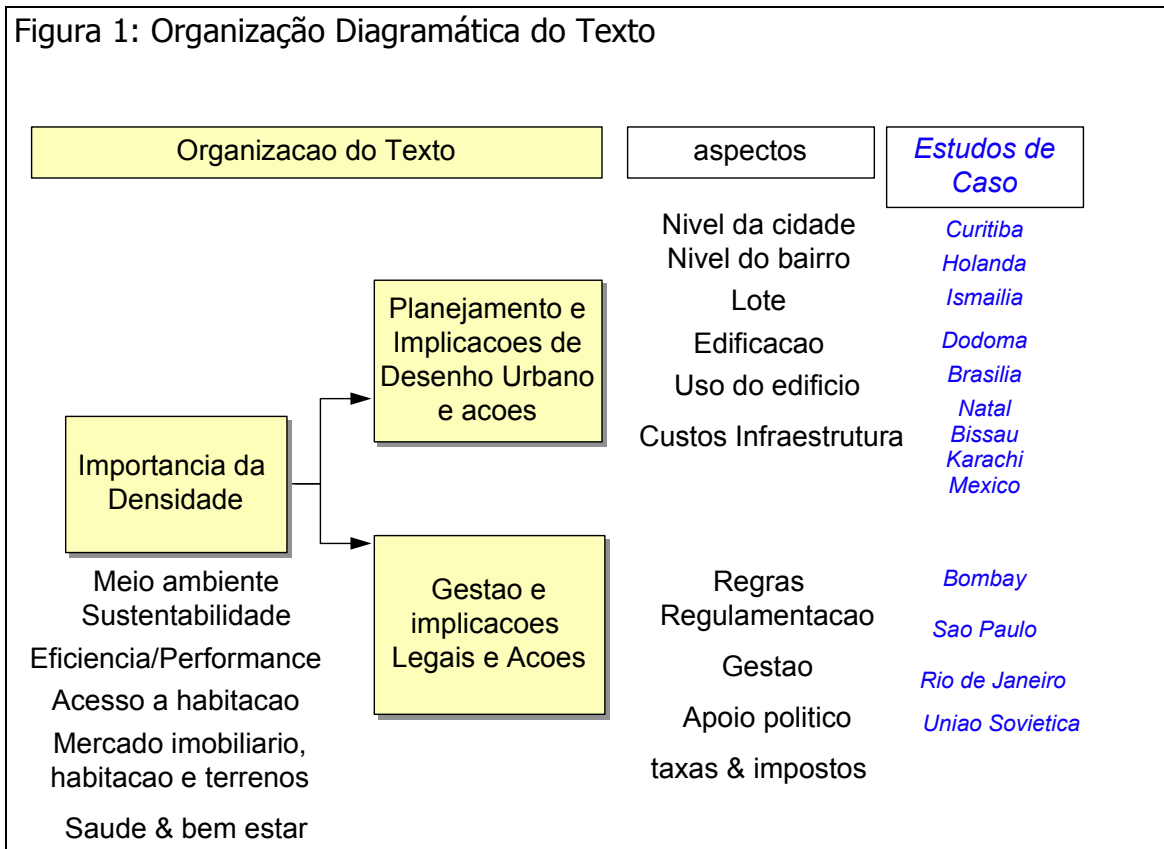 Figura 1: Organização Diagramática do Texto
Organizacao do Texto
aspectos
Estudos de
Caso
Importancia da
Densidade
Meio ambiente
Sustentabilidade
Eficiencia/Performance
Acesso a habitacao
Mercado imobiliario,
habitacao e terrenos
Saude & bem estar
Planejamento e
Implicacoes de
Desenho Urbano
e acoes
Gestao e
implicacoes
Legais e Acoes
Nivel da cidade
Nivel do bairro
Lote
Edificacao
Uso do edificio
Custos Infraestrutura
Regras
Regulamentacao
Gestao
Apoio politico
taxas & impostos
Curitiba
Holanda
Ismailia
Dodoma
Brasilia
Natal
Bissau
Karachi
Mexico
Bombay
Sao Paulo
Rio de Janeiro
Uniao Sovietica